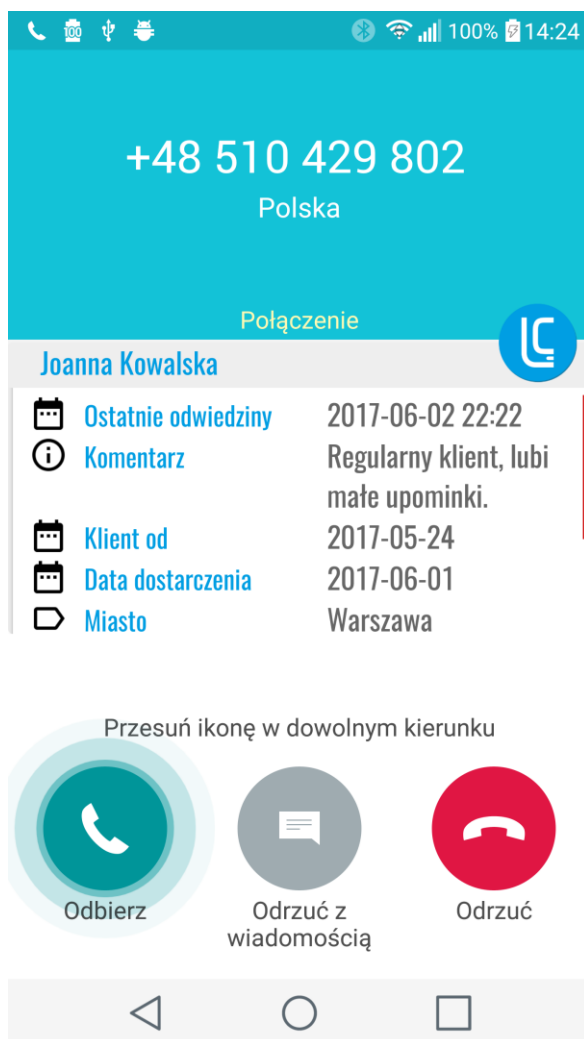 100% 14:24
+48 510 429 802
Polska
Połączenie
Joanna Kowalska
Ostatnie odwiedziny 2017-06-02 22:22
Komentarz Regularny klient, lubi
małe upominki.
Klient od 2017-05-24
Data dostarczenia 2017-06-01
Miasto Warszawa
Przesuń ikonę w dowolnym kierunku
Odbierz Odrzuć z Odrzuć
wiadomością